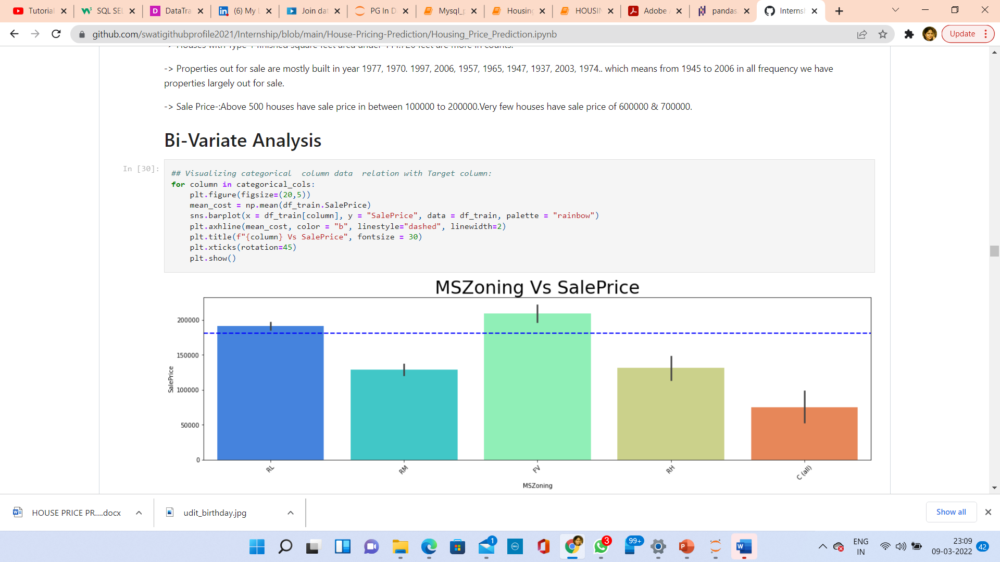 Tutorial
SQL SEL
DataTra
(6) My L
Join dat
PG In D
Mysql_p
Housing
HOUSIN
Adobe A
pandas.
Internsh
github.com/swatigithubprofile2021/Internship/blob/main/House-Pricing-Prediction/Housing_Price_Prediction.ipynb
Update
-> Properties out for sale are mostly built in year 1977, 1970. 1997, 2006, 1957, 1965, 1947, 1937, 2003, 1974.. which means from 1945 to 2006 in all frequency we have
properties largely out for sale.
-> Sale Price-:Above 500 houses have sale price in between 100000 to 200000.Very few houses have sale price of 600000 & 700000.
Bi-Variate Analysis
In [30]:
## Visualizing categorical  column data  relation with Target column:
for column in categorical_cols:
    plt.figure(figsize=(20,5))
    mean_cost = np.mean(df_train.SalePrice)
    sns.barplot(x = df_train[column], y = "SalePrice", data = df_train, palette = "rainbow")
    plt.axhline(mean_cost, color = "b", linestyle="dashed", linewidth=2)
    plt.title(f"{column} Vs SalePrice", fontsize = 30)
    plt.xticks(rotation=45)
    plt.show()
MSZoning Vs SalePrice
200000
150000
100000
50000
0
SalePrice
RL
RM
FV
RH
C (all)
MSZoning
HOUSE PRICE PR....docx
udit_birthday.jpg
Show all
1
DELL
3
99+
ENG
IN
23:09
09-03-2022
42